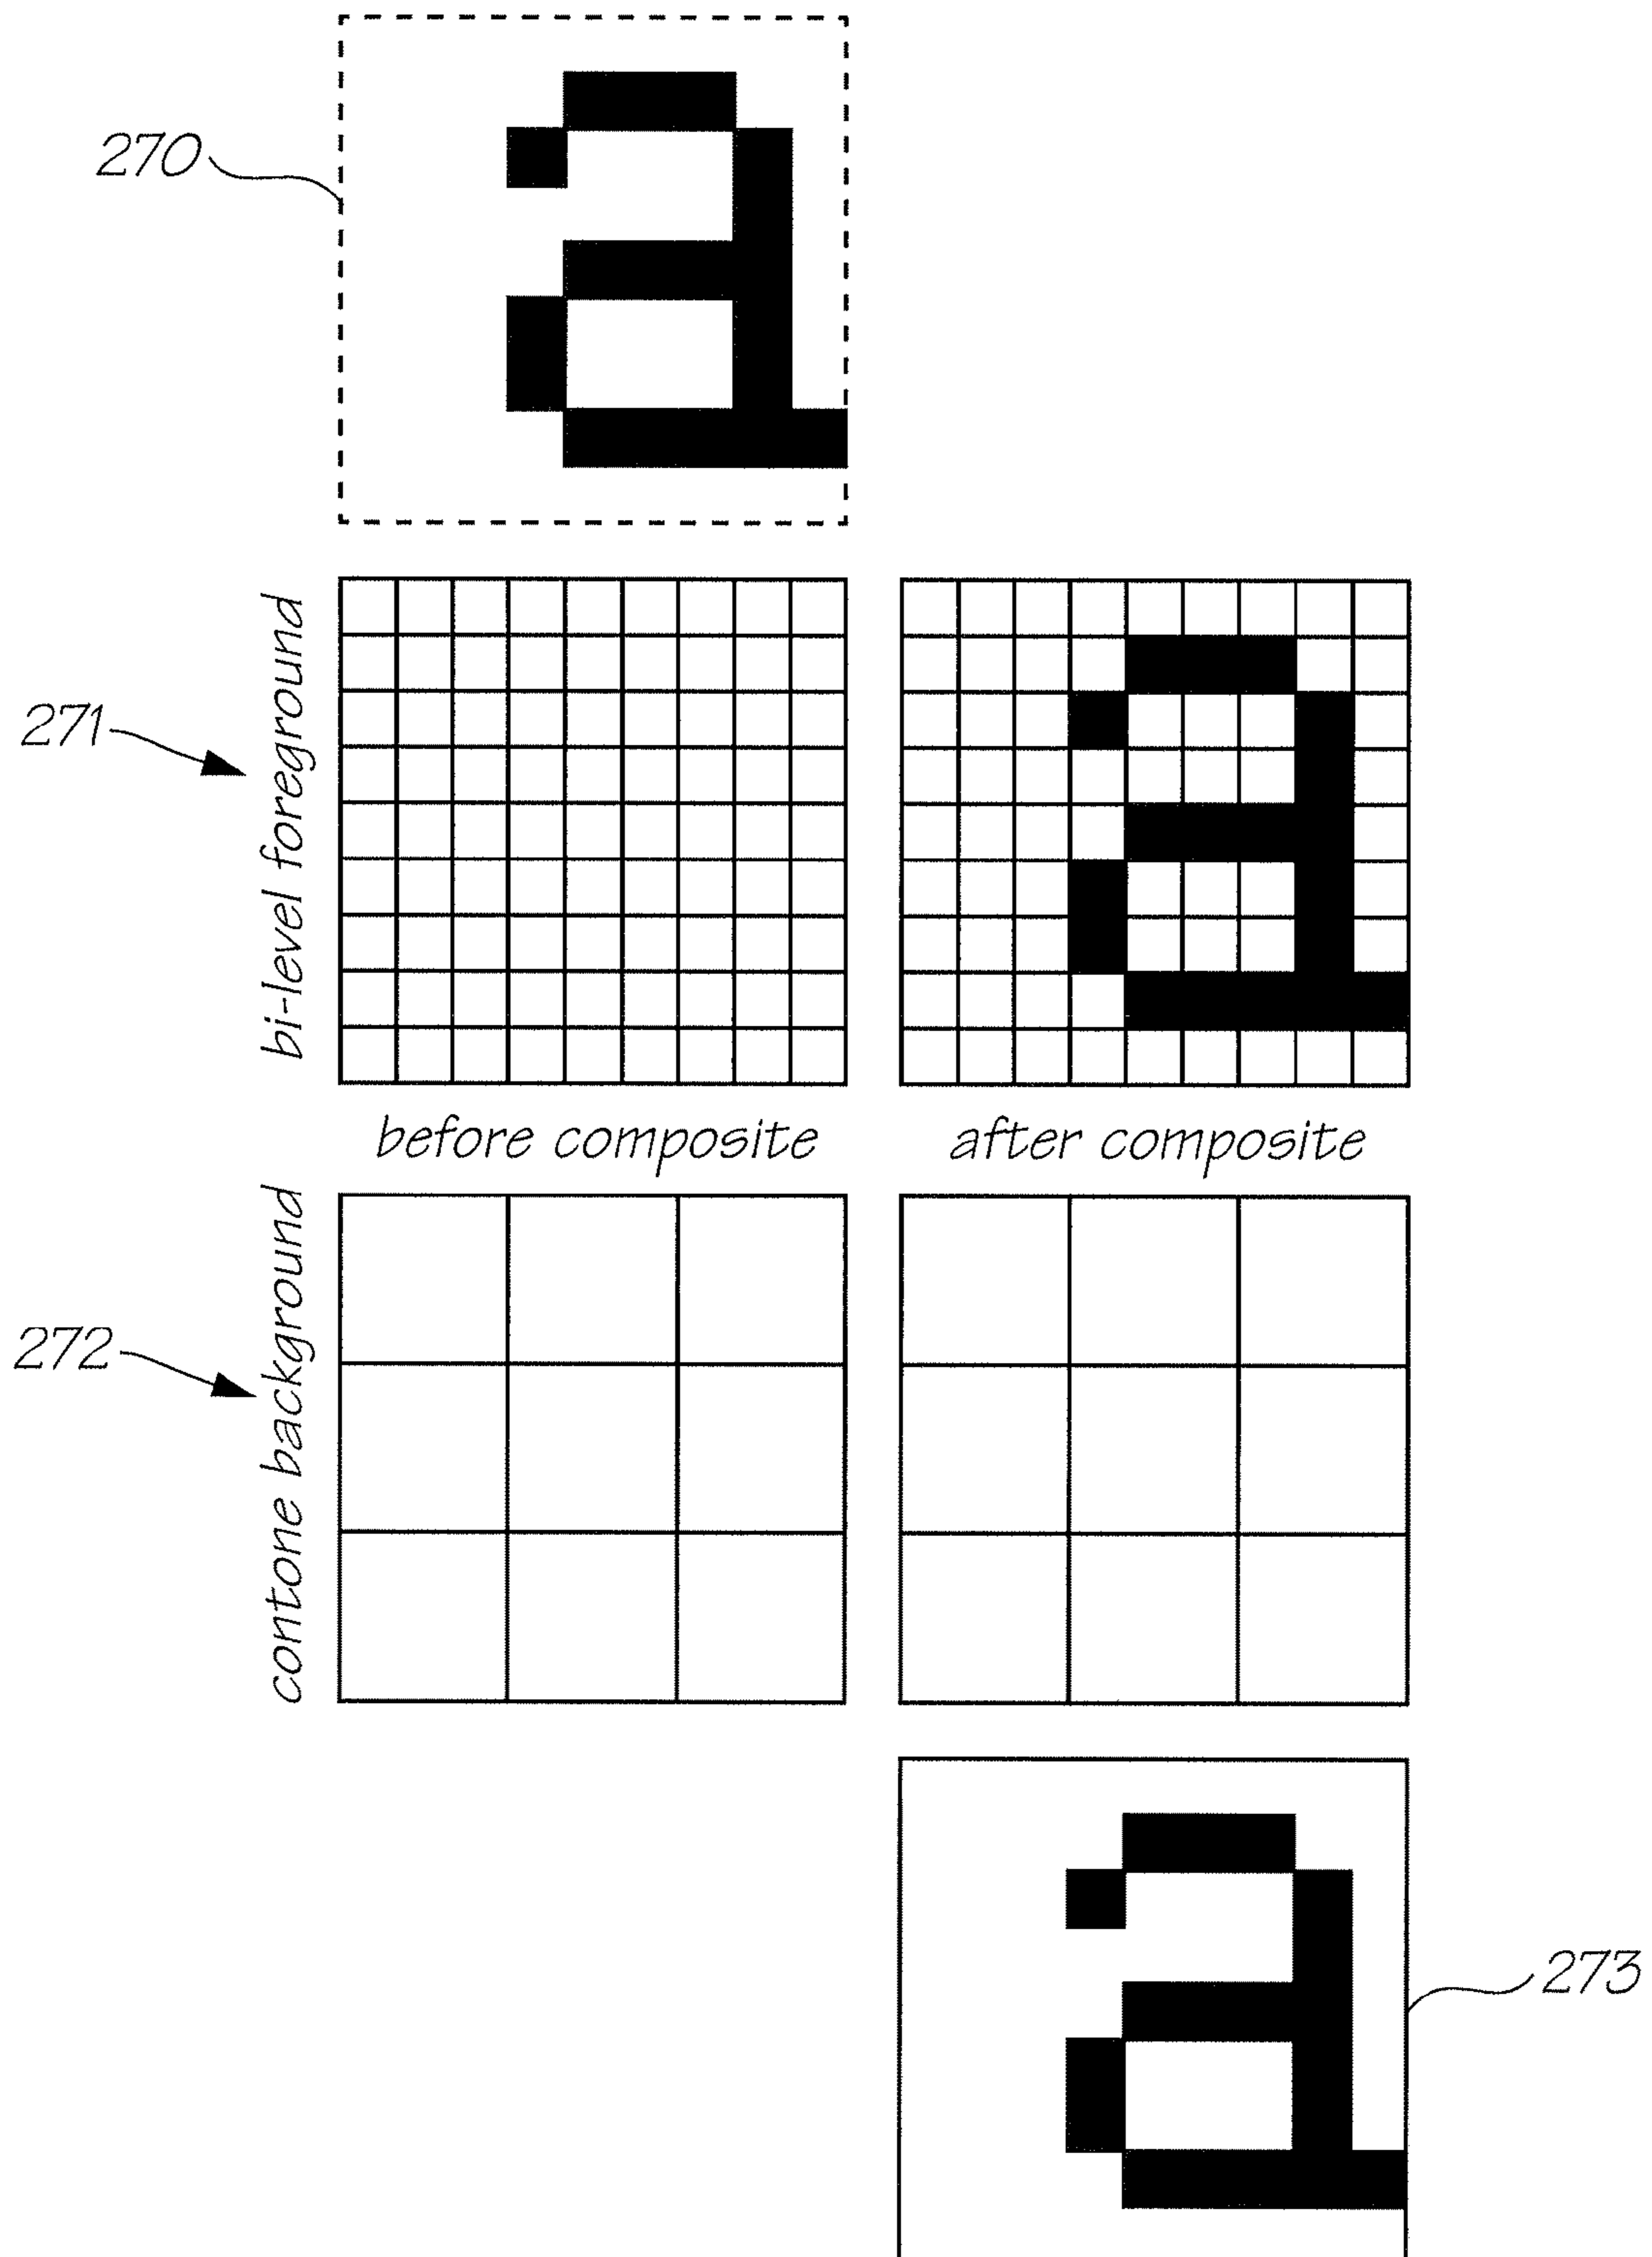 270
a
271
bi-level foreground
a
before composite
after composite
272
contone background
a
273